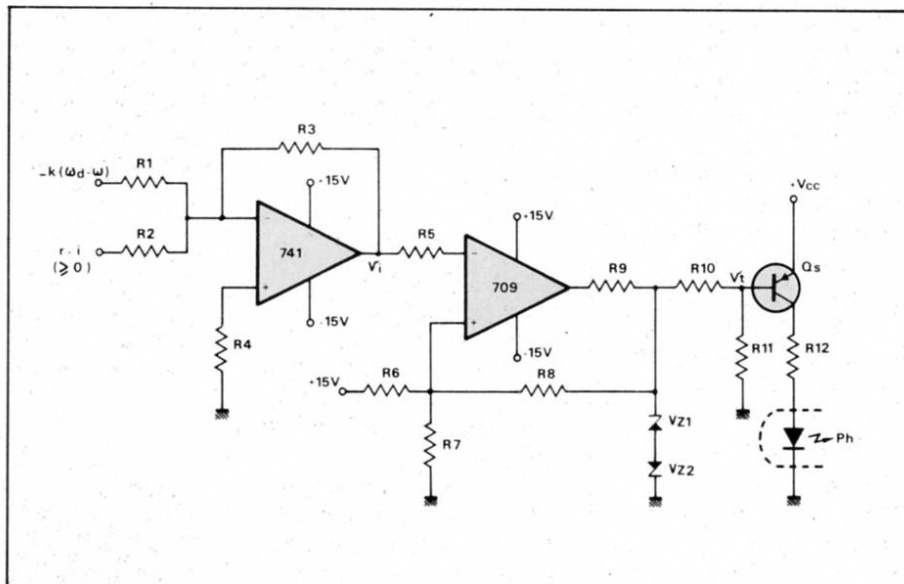 R3
-15V
-k(ωd-ω)
R1
+VCC
+15V
R2
r·i
(≥0)
741
R5
R9
R10
Vt
QS
Vi
709
R4
-15V
-15V
R11
R12
+15V
R6
R8
R7
VZ1
VZ2
Ph